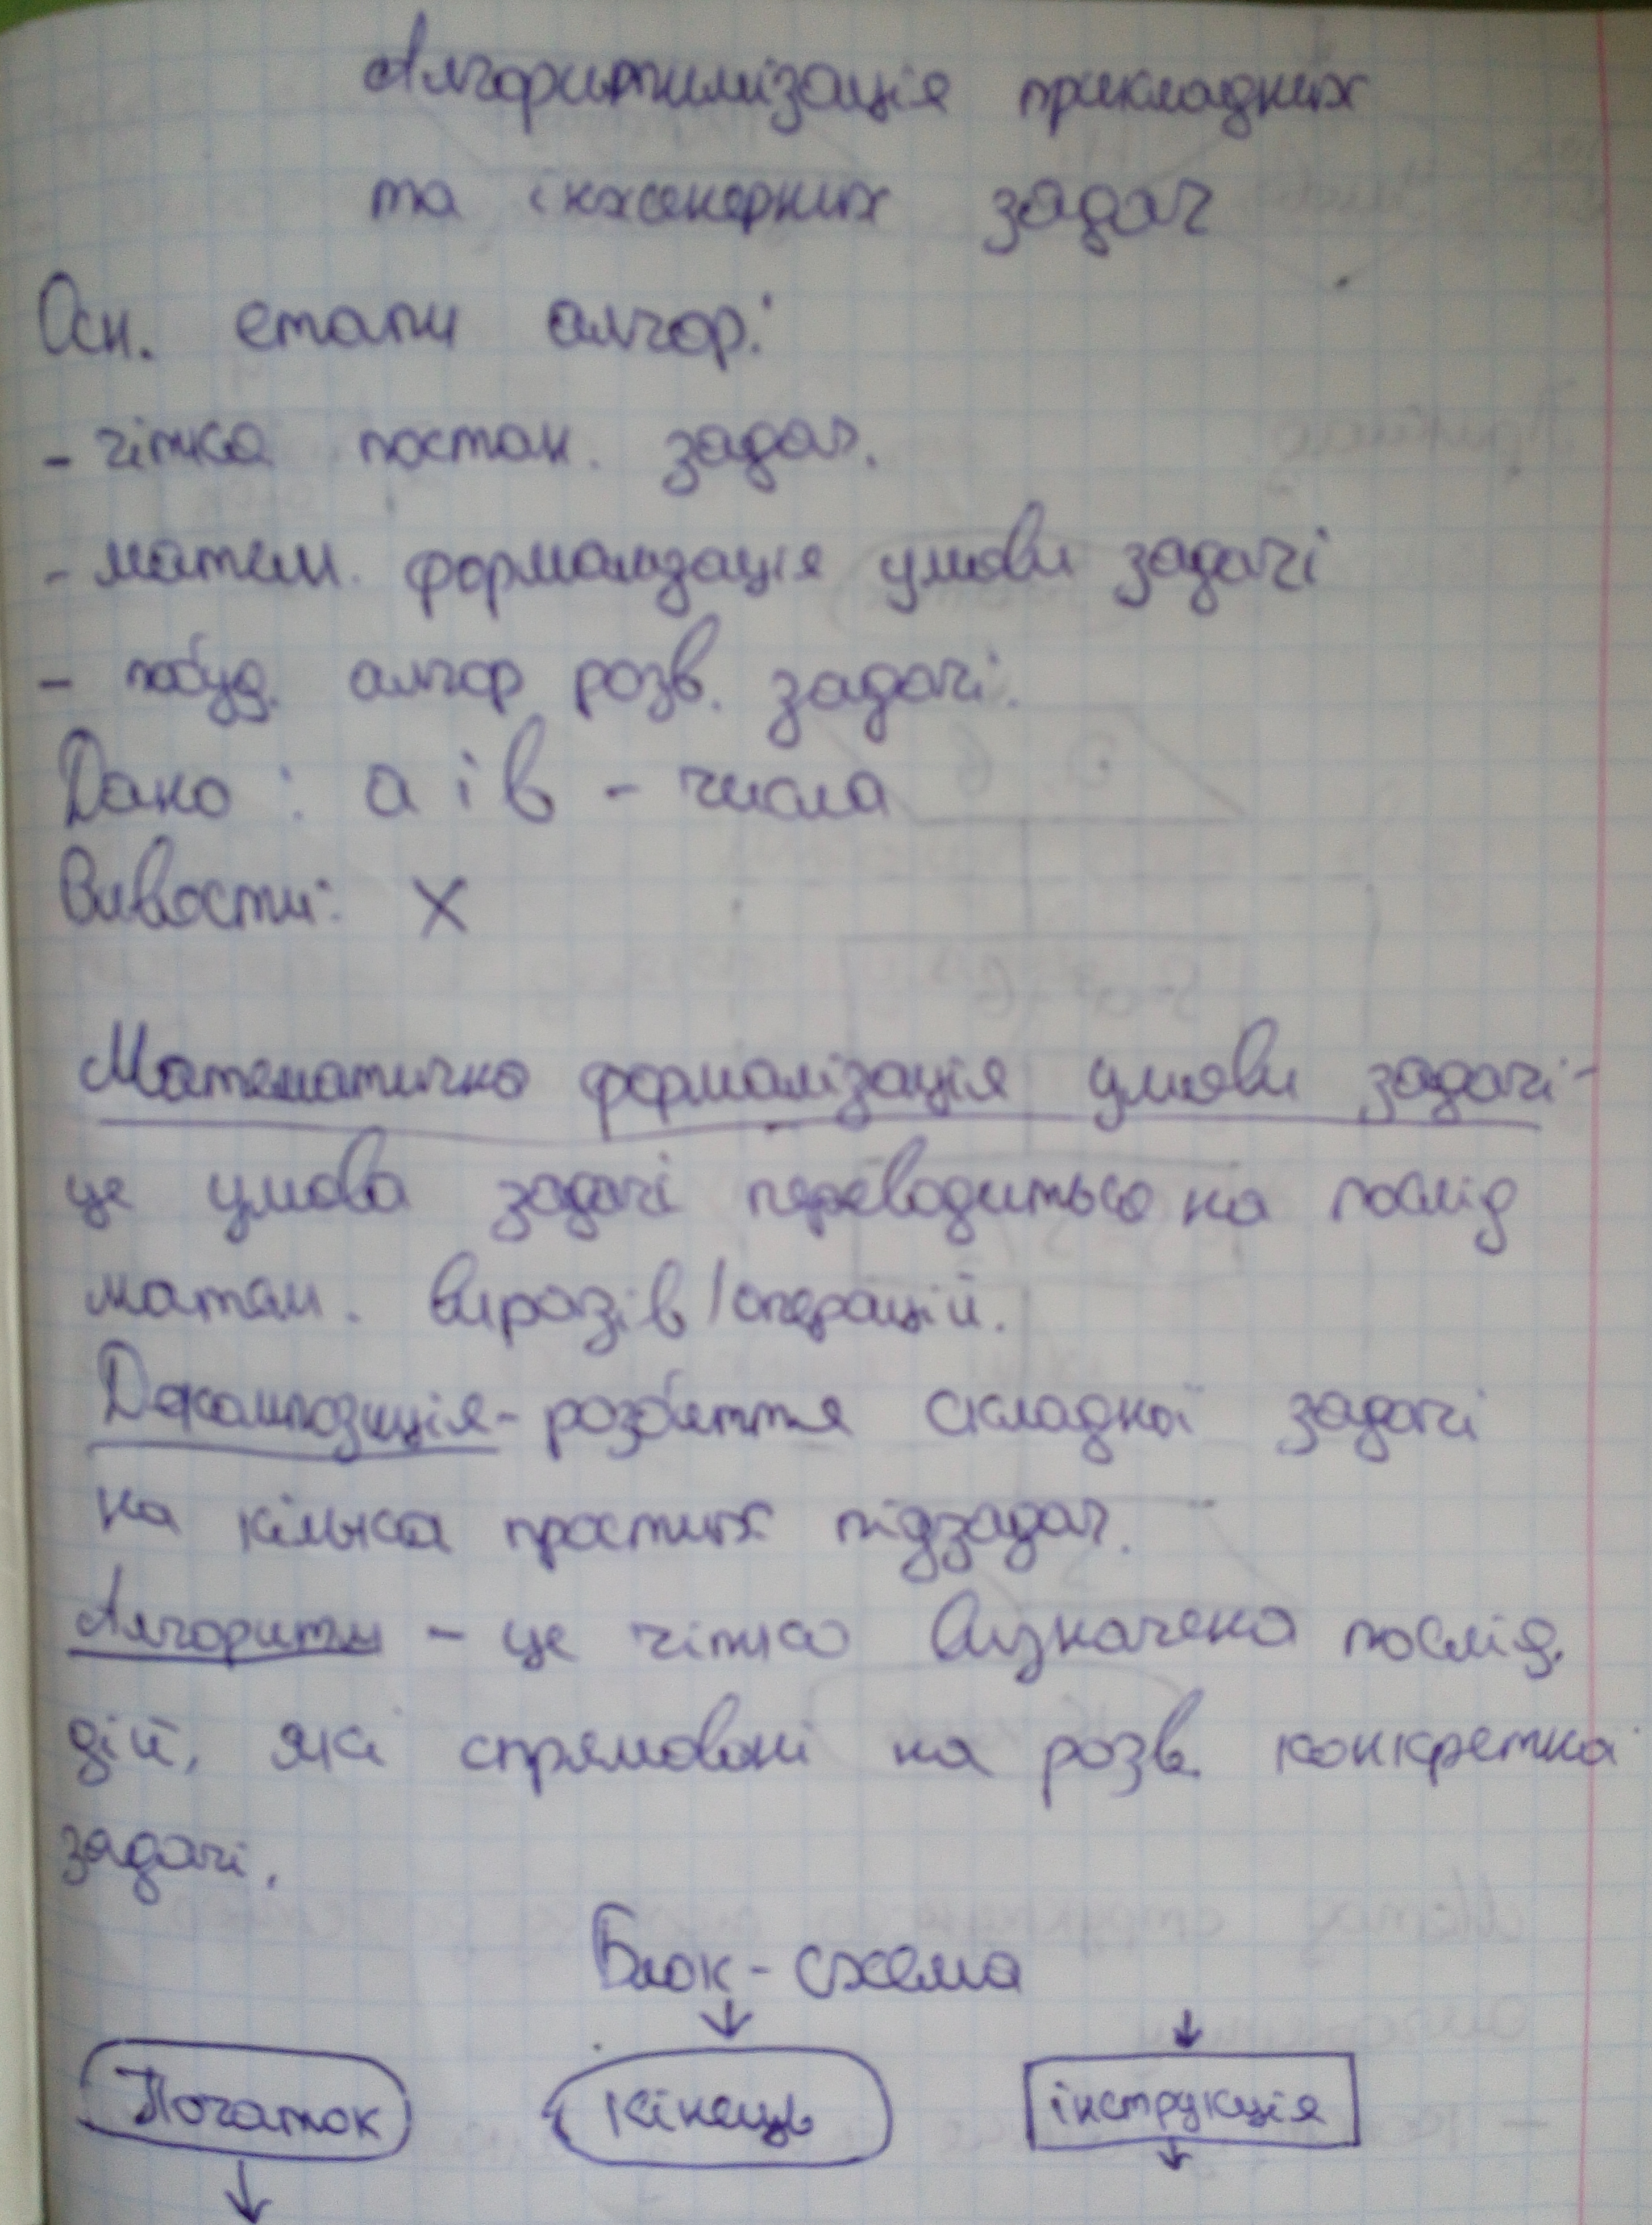 Алгоритмізація прикладних
та інженерних задач
Осн. етапи алгор.:
- чітка постан. задач.
- матем. формалізація умови задачі
- побуд. алгор розв. задачі.
Дано: a і b - числа
Вивести: X
Математична формалізація умови задачі -
це умова задачі переводиться на послід
матем. виразів/операцій.
Декомпозиція - розбиття складної задачі
на кілька простих підзадач.
Алгоритм - це чітко визначена послід.
дій, які спрямовані на розв. конкретна
задачі.
Блок-схема
Початок Кінець інструкція